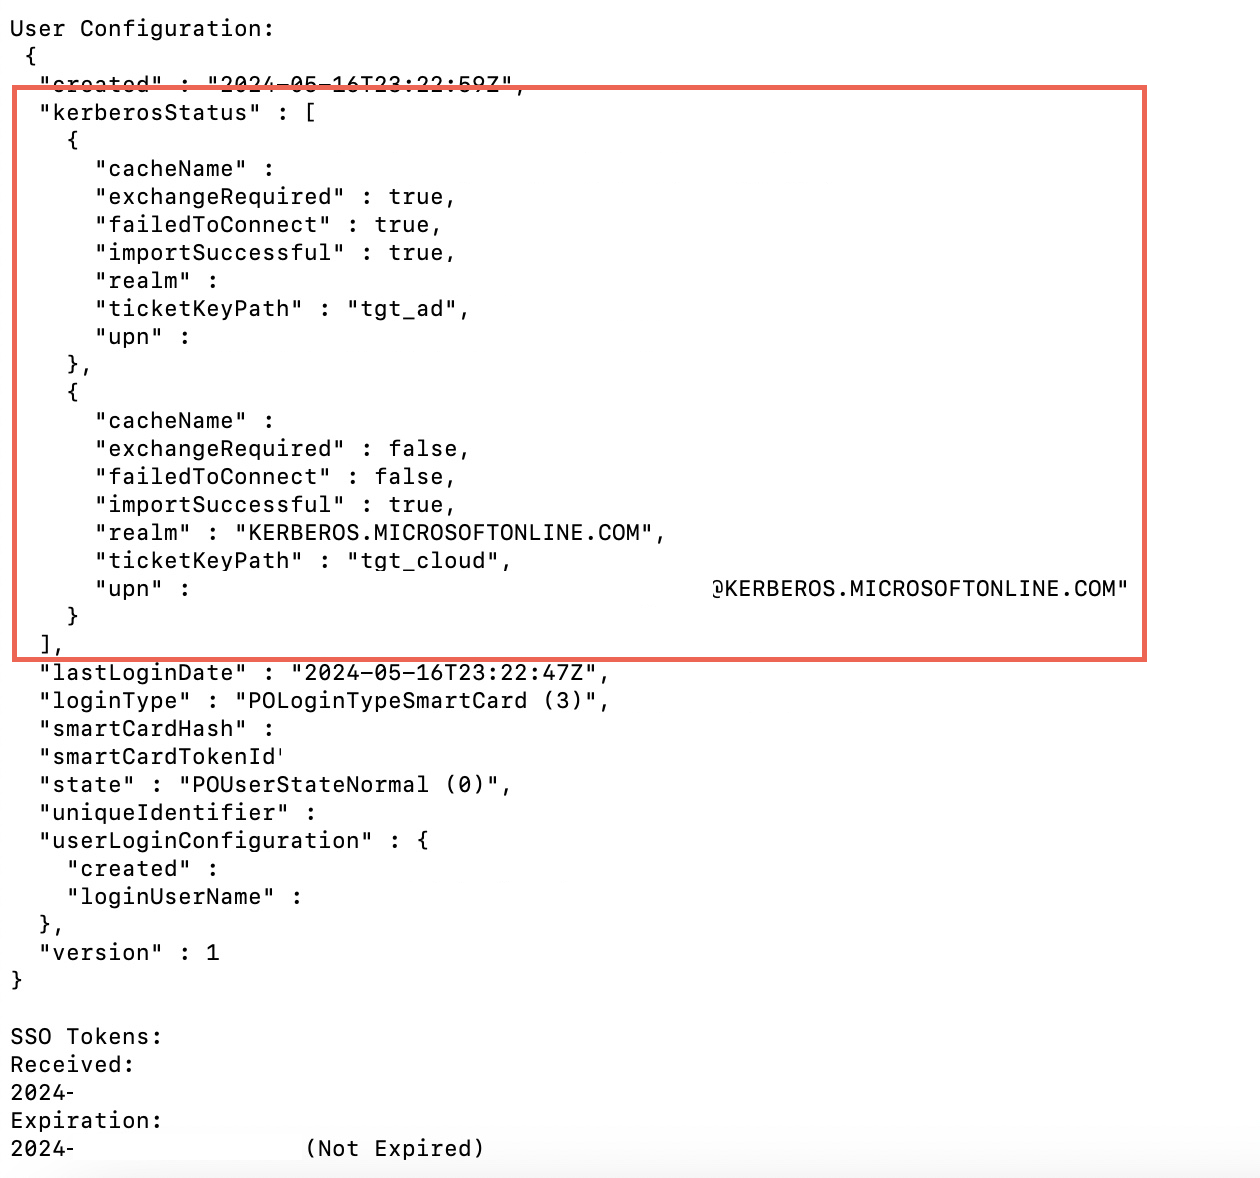 User Configuration:
{
"created" : "2024-05-16T23:22:59Z",
"kerberosStatus" : [
{
"cacheName" :
"exchangeRequired" : true,
"failedToConnect" : true,
"importSuccessful" : true,
"realm" :
"ticketKeyPath" : "tgt_ad",
"upn" :
},
{
"cacheName" :
"exchangeRequired" : false,
"failedToConnect" : false,
"importSuccessful" : true,
"realm" : "KERBEROS.MICROSOFTONLINE.COM",
"ticketKeyPath" : "tgt_cloud",
"upn" : @KERBEROS.MICROSOFTONLINE.COM"
}
],
"lastLoginDate" : "2024-05-16T23:22:47Z",
"loginType" : "POLoginTypeSmartCard (3)",
"smartCardHash" :
"smartCardTokenId'
"state" : "POUserStateNormal (0)",
"uniqueIdentifier" :
"userLoginConfiguration" : {
"created" :
"loginUserName" :
},
"version" : 1
}
SSO Tokens:
Received:
2024-
Expiration:
2024- (Not Expired)